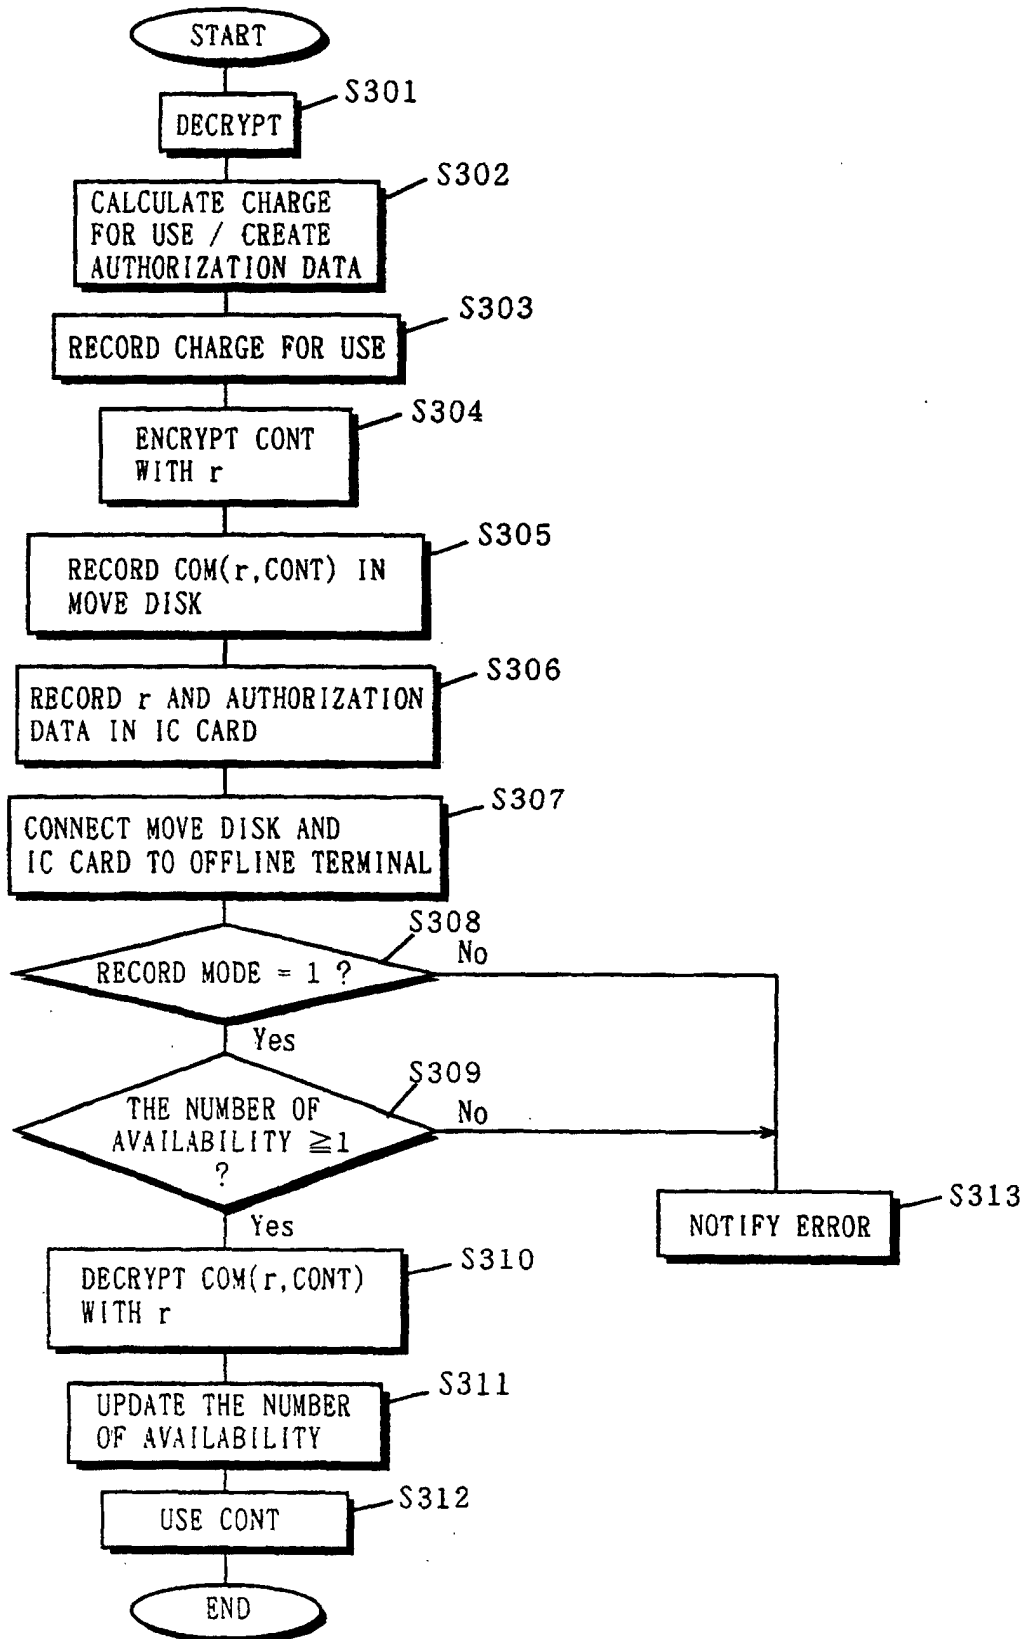 START
S301
DECRYPT
S302
CALCULATE CHARGE
FOR USE / CREATE
AUTHORIZATION DATA
S303
RECORD CHARGE FOR USE
S304
ENCRYPT CONT
WITH r
S305
RECORD COM(r,CONT) IN
MOVE DISK
S306
RECORD r AND AUTHORIZATION
DATA IN IC CARD
S307
CONNECT MOVE DISK AND
IC CARD TO OFFLINE TERMINAL
S308
RECORD MODE = 1 ?
No
Yes
S309
THE NUMBER OF
AVAILABILITY ≧1
?
No
Yes
S313
NOTIFY ERROR
S310
DECRYPT COM(r,CONT)
WITH r
S311
UPDATE THE NUMBER
OF AVAILABILITY
S312
USE CONT
END